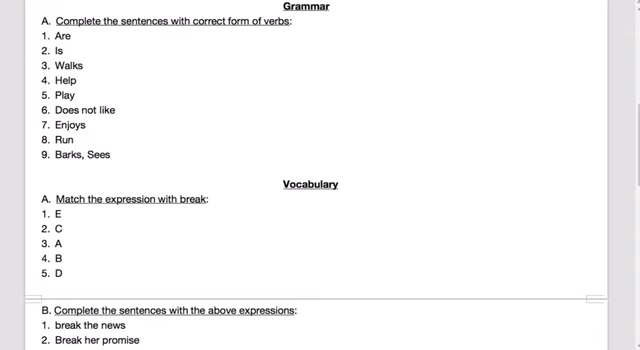 Grammar
A. Complete the sentences with correct form of verbs:
1. Are
2. Is
3. Walks
4. Help
5. Play
6. Does not like
7. Enjoys
8. Run
9. Barks, Sees
Vocabulary
A. Match the expression with break:
1. E
2. C
3. A
4. B
5. D
B. Complete the sentences with the above expressions:
1. break the news
2. Break her promise